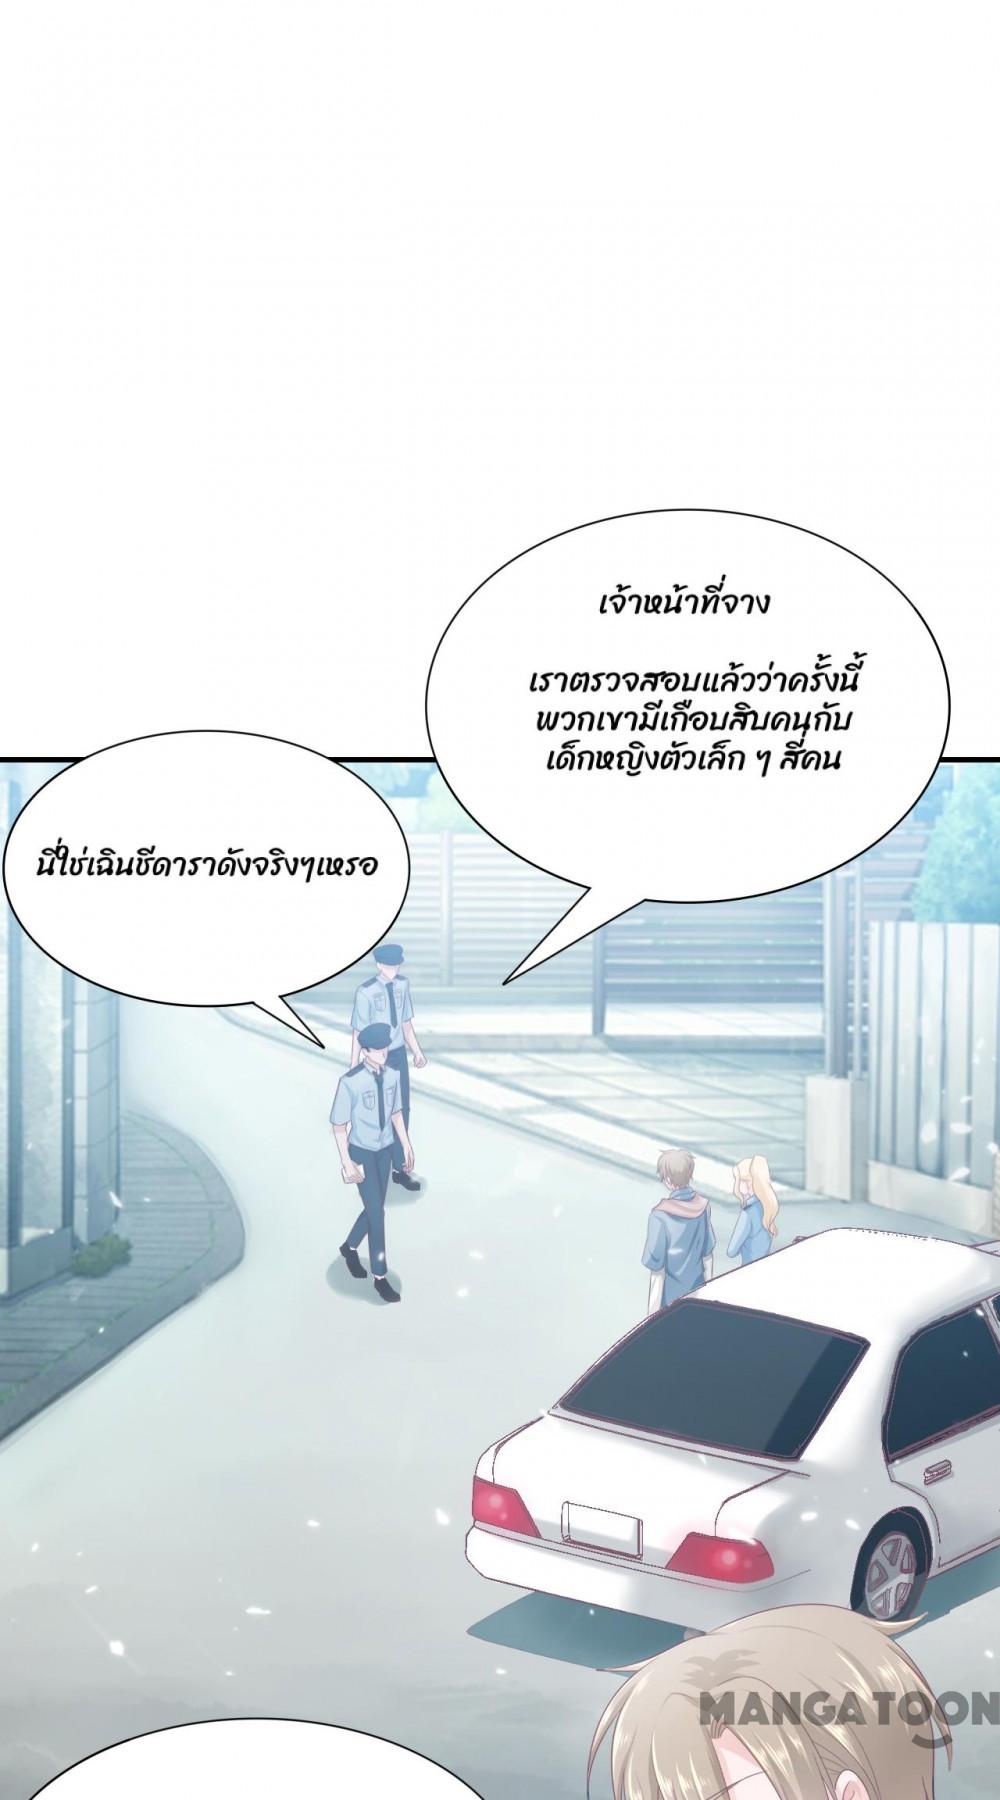 เจ้าหน้าที่จาง
เราตรวจสอบแล้วว่าครั้งนี้
พวกเขามีเกือบสิบคนกับ
เด็กหญิงตัวเล็ก ๆ สี่คน
นี่ใช่เฉินชีดาราดังจริงๆเหรอ
MANGATOON